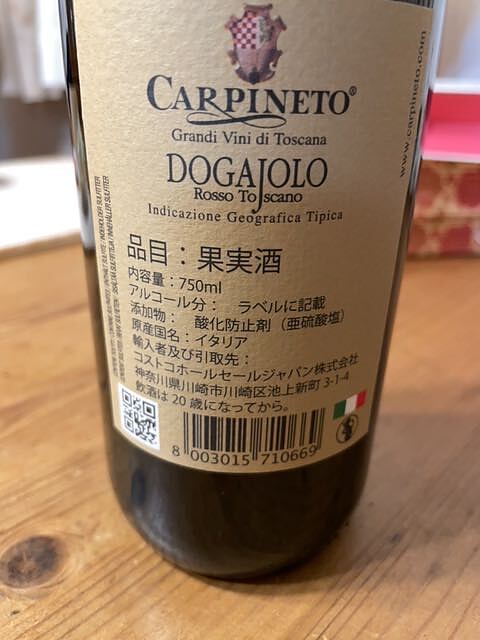 CARPINETO®
Grandi Vini di Toscana
DOGAJOLO
Rosso Toscano
Indicazione Geografica Tipica
品目：果実酒
内容量：750ml
アルコール分： ラベルに記載
添加物： 酸化防止剤（亜硫酸塩）
原産国名：イタリア
輸入者及び引取先：
コストコホールセールジャパン株式会社
神奈川県川崎市川崎区池上新町 3-1-4
飲酒は 20 歳になってから。
8 003015 710669
www.carpineto.com